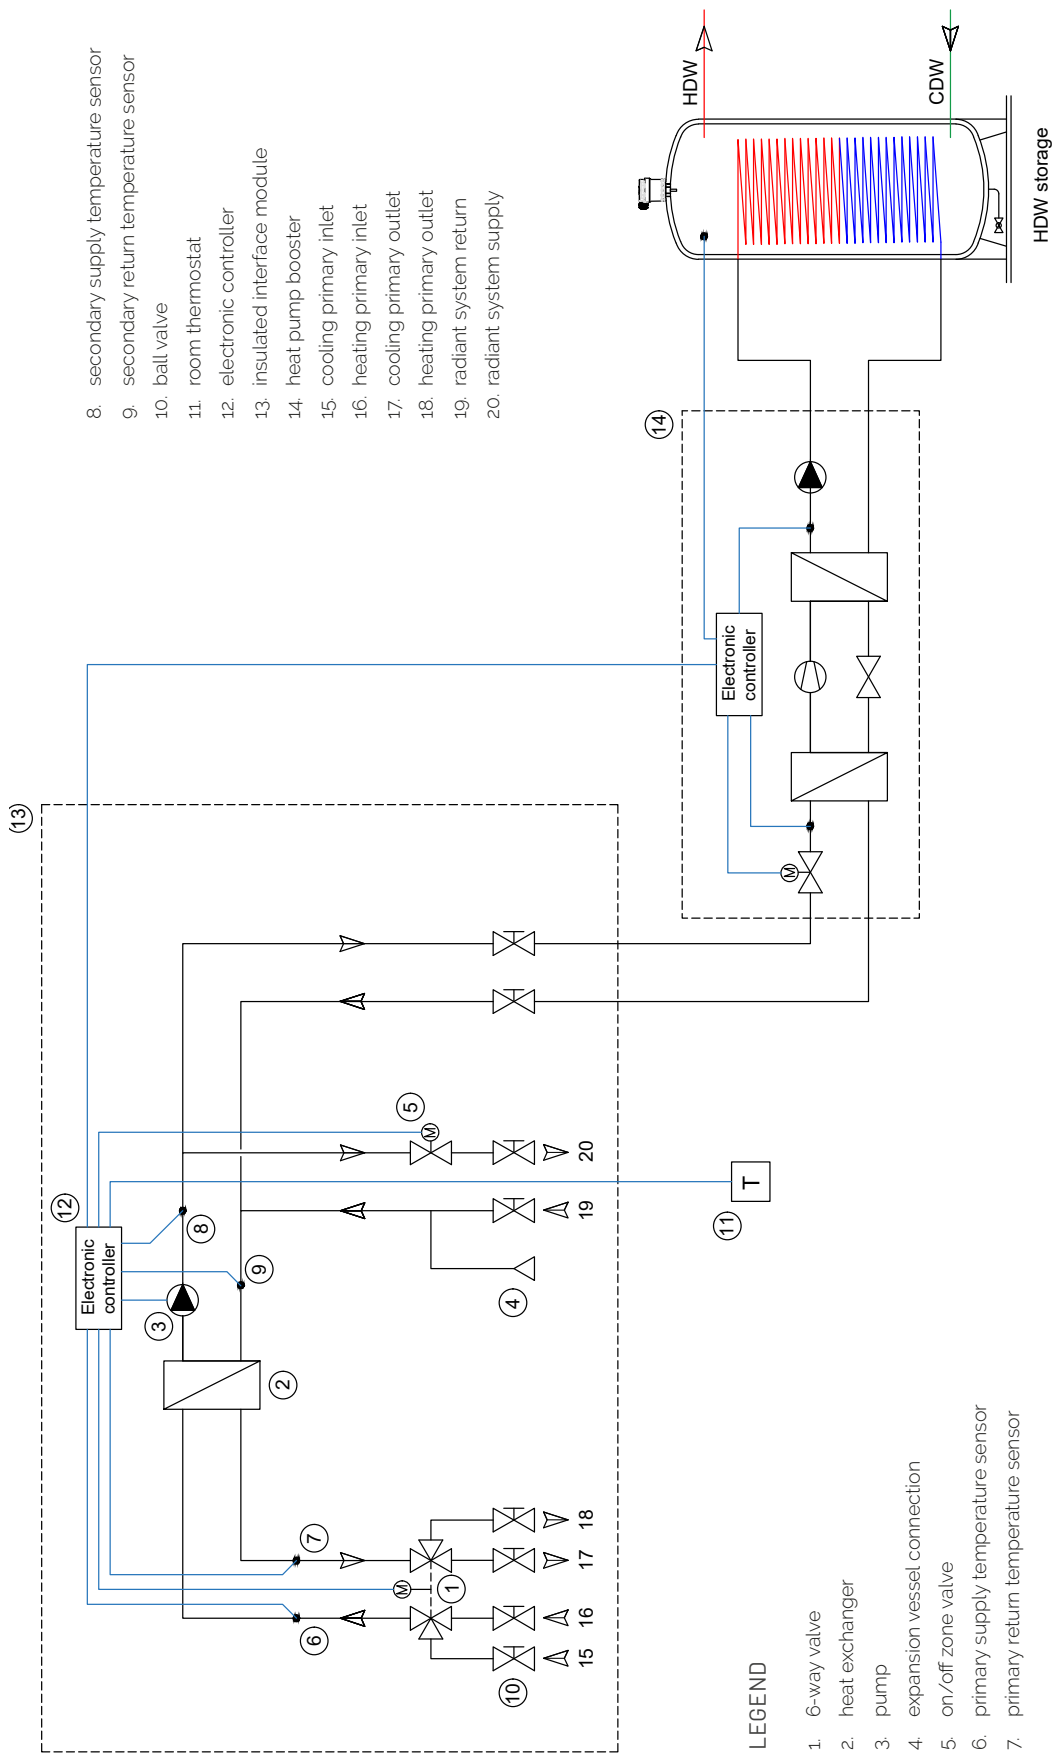 13
12
Electronic
controller
3
8
9
2
7
6
M
1
10
15
16
17
18
4
19
20
5
M
11
T
14
Electronic
controller
M
HDW
CDW
HDW storage
LEGEND
1. 6-way valve
2. heat exchanger
3. pump
4. expansion vessel connection
5. on/off zone valve
6. primary supply temperature sensor
7. primary return temperature sensor
8. secondary supply temperature sensor
9. secondary return temperature sensor
10. ball valve
11. room thermostat
12. electronic controller
13. insulated interface module
14. heat pump booster
15. cooling primary inlet
16. heating primary inlet
17. cooling primary outlet
18. heating primary outlet
19. radiant system return
20. radiant system supply